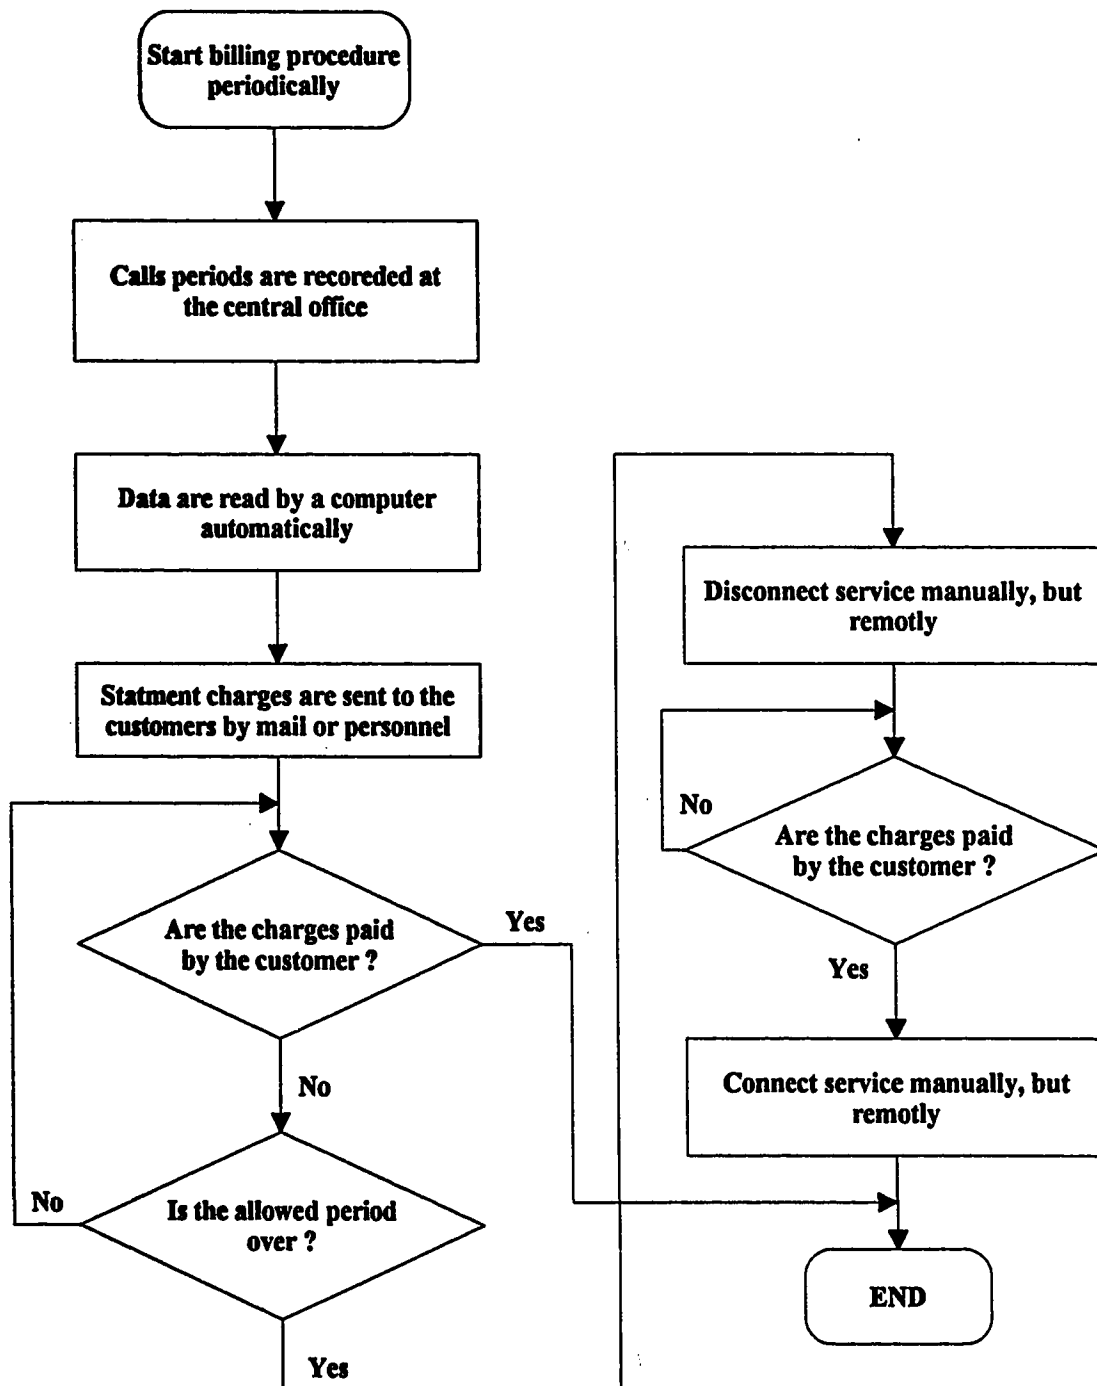 Start billing procedure
periodically
Calls periods are recoreded at
the central office
Data are read by a computer
automatically
Statment charges are sent to the
customers by mail or personnel
Are the charges paid
by the customer ?
Yes
No
Is the allowed period
over ?
No
Yes
Disconnect service manually, but
remotly
Are the charges paid
by the customer ?
No
Yes
Connect service manually, but
remotly
END